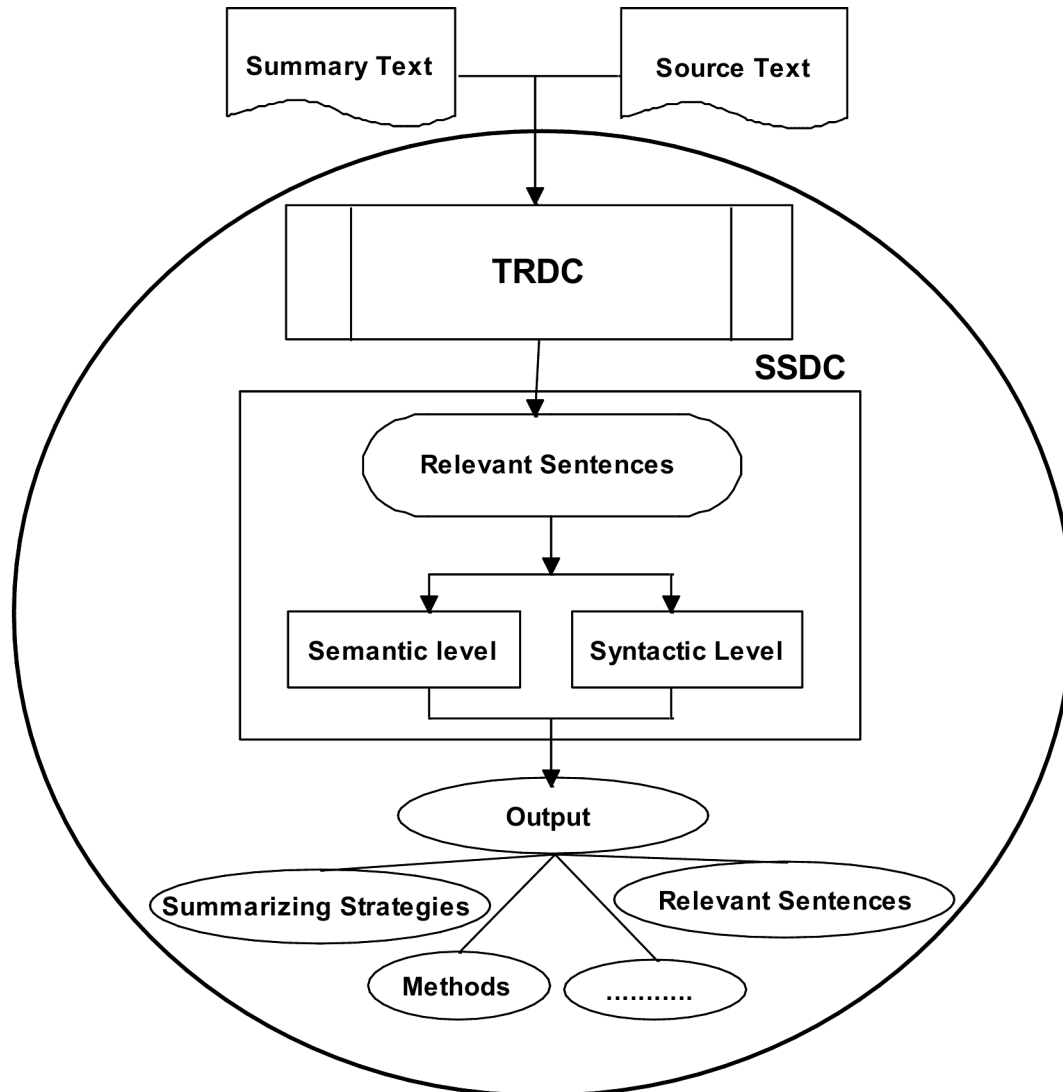 Summary Text
Source Text
TRDC
SSDC
Relevant Sentences
Semantic level
Syntactic Level
Output
Summarizing Strategies
Relevant Sentences
Methods
...........